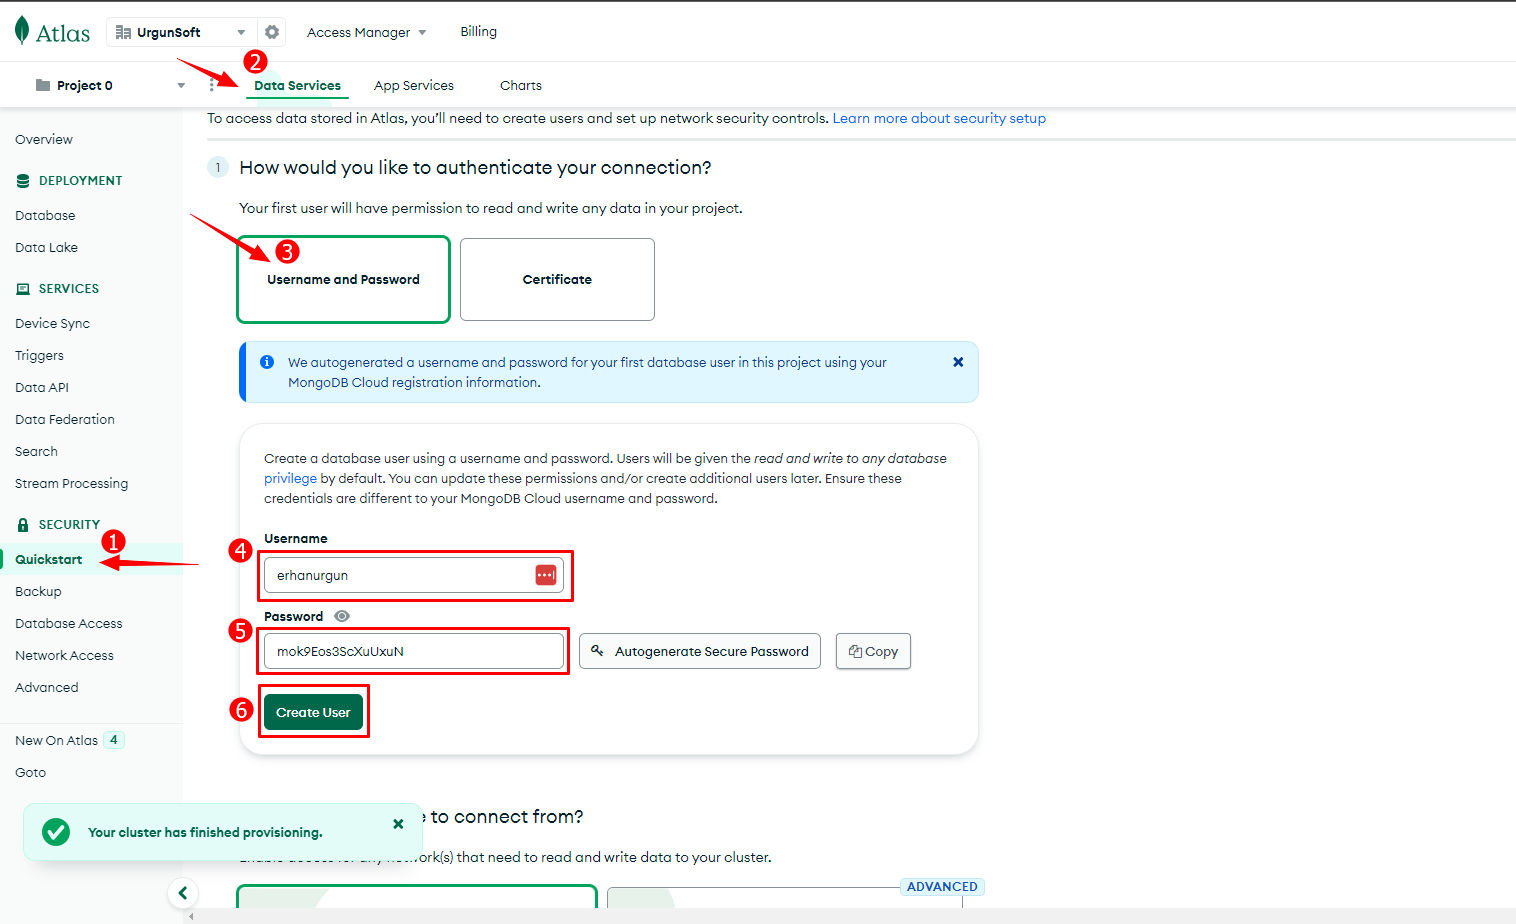 Atlas
UrgunSoft
Access Manager
Billing
Project 0
2
Data Services
App Services
Charts
To access data stored in Atlas, you'll need to create users and set up network security controls. Learn more about security setup
Overview
DEPLOYMENT
Database
Data Lake
SERVICES
Device Sync
Triggers
Data API
Data Federation
Search
Stream Processing
SECURITY
1
Quickstart
Backup
Database Access
Network Access
Advanced
New On Atlas 4
Goto
1 How would you like to authenticate your connection?
Your first user will have permission to read and write any data in your project.
3
Username and Password
Certificate
We autogenerated a username and password for your first database user in this project using your
MongoDB Cloud registration information.
Create a database user using a username and password. Users will be given the read and write to any database
privilege by default. You can update these permissions and/or create additional users later. Ensure these
credentials are different to your MongoDB Cloud username and password.
Username
4
erhanurgun
Password
5
mok9Eos3ScXuUxuN
Autogenerate Secure Password
Copy
6
Create User
e to connect from?
Your cluster has finished provisioning.
ork(s) that need to read and write data to your cluster.
ADVANCED